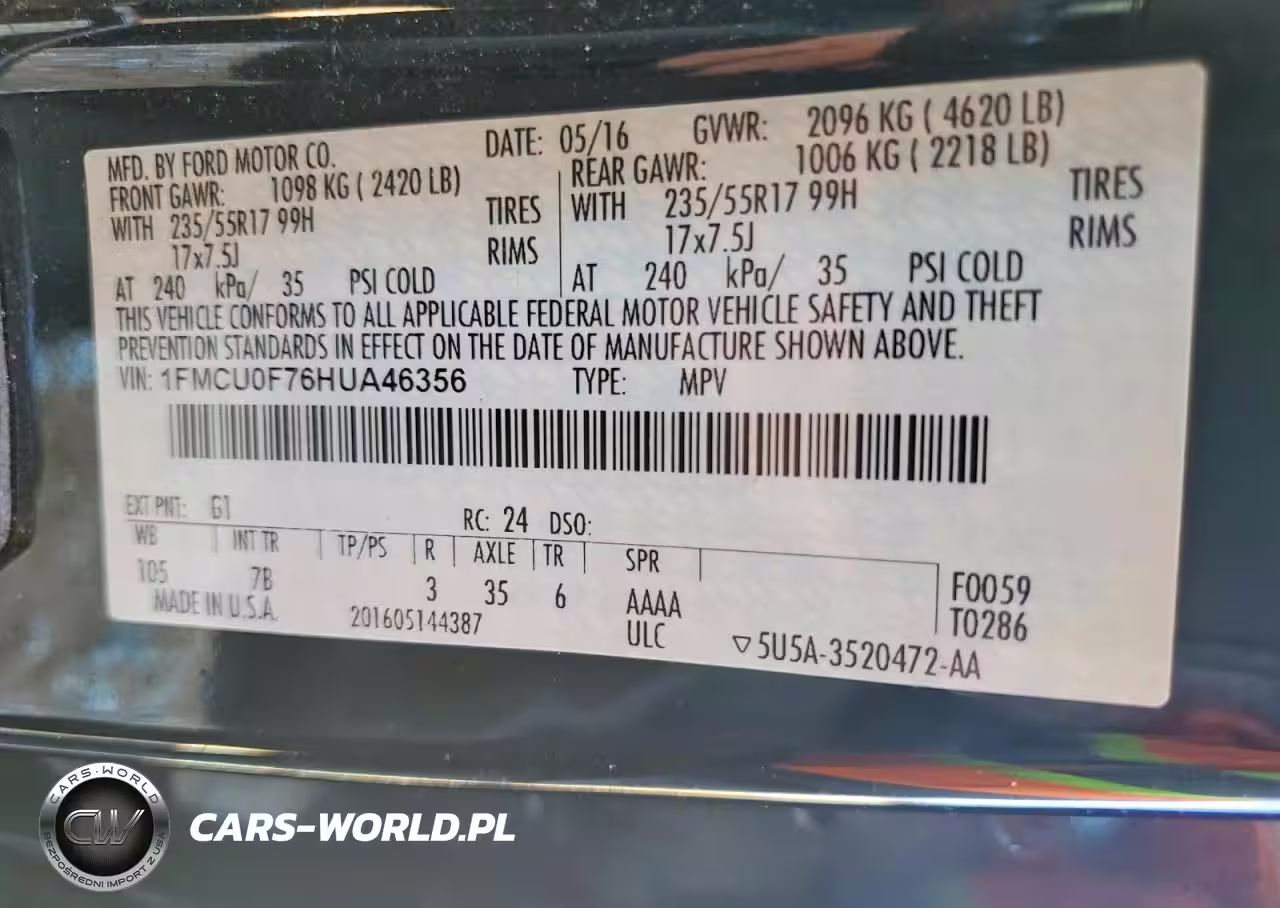 MFD. BY FORD MOTOR CO. DATE: 05/16 GVWR: 2096 KG ( 4620 LB)
FRONT GAWR: 1098 KG ( 2420 LB) REAR GAWR: 1006 KG ( 2218 LB)
WITH 235/55R17 99H TIRES WITH 235/55R17 99H TIRES
17x7.5J RIMS 17x7.5J RIMS
AT 240 kPa/ 35 PSI COLD AT 240 kPa/ 35 PSI COLD
THIS VEHICLE CONFORMS TO ALL APPLICABLE FEDERAL MOTOR VEHICLE SAFETY AND THEFT
PREVENTION STANDARDS IN EFFECT ON THE DATE OF MANUFACTURE SHOWN ABOVE.
VIN: 1FMCU0F76HUA46356 TYPE: MPV
EXT PNT: G1 RC: 24 DSO:
WB INT TR TP/PS R AXLE TR SPR
105 7B 3 35 6 AAAA F0059
MADE IN U.S.A. 201605144387 ULC T0286
▽5U5A-3520472-AA
CARS-WORLD
CW
BEZPOŚREDNI IMPORT Z USA
CARS-WORLD.PL